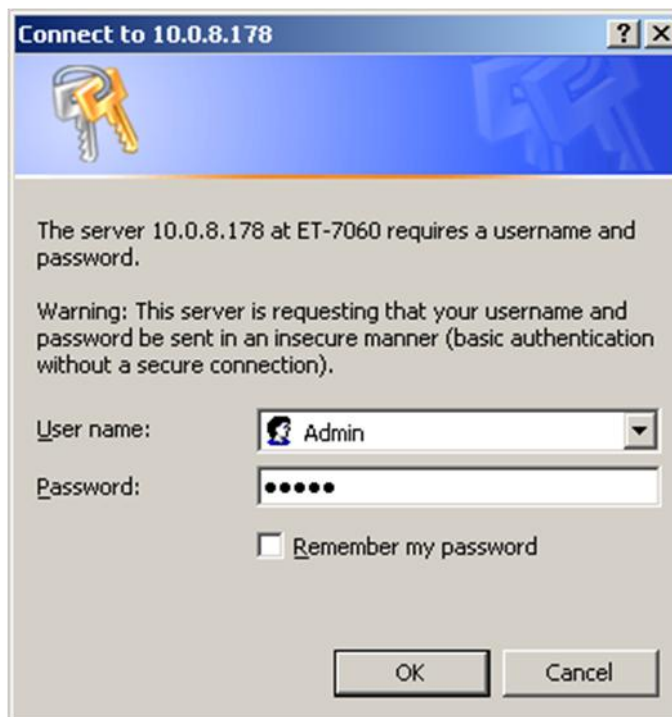 Connect to 10.0.8.178
The server 10.0.8.178 at ET-7060 requires a username and
password.
Warning: This server is requesting that your username and
password be sent in an insecure manner (basic authentication
without a secure connection).
User name:
Admin
Password:
●●●●●
Remember my password
OK
Cancel